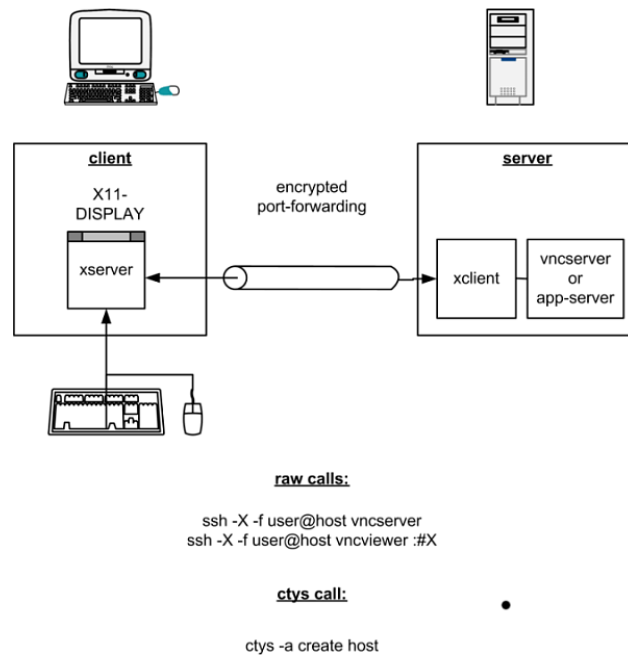 client
server
X11-
DISPLAY
encrypted
port-forwarding
xserver
xclient
vncserver
or
app-server
raw calls:
ssh -X -f user@host vncserver
ssh -X -f user@host vncviewer :#X
ctys call:
ctys -a create host